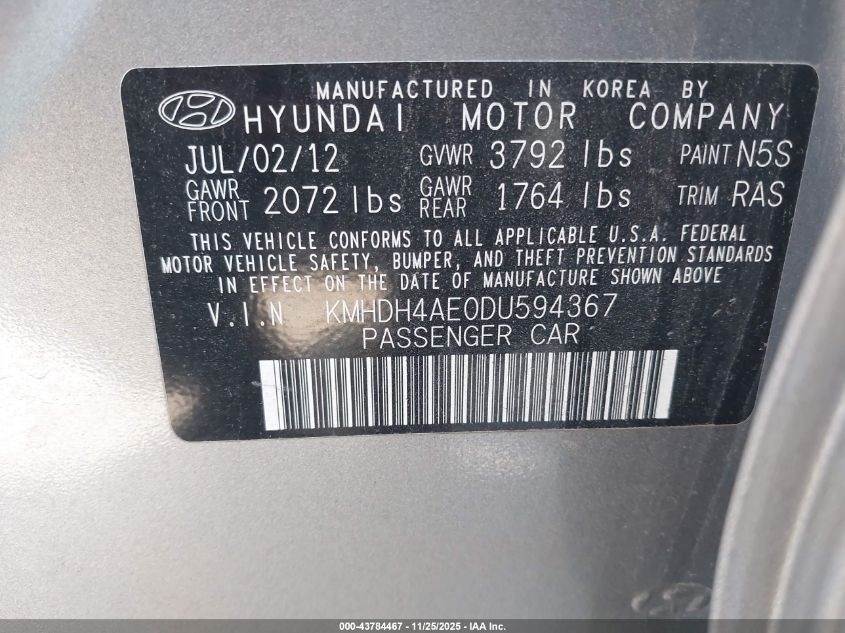 MANUFACTURED IN KOREA BY
HYUNDAI MOTOR COMPANY
JUL/02/12 GVWR 3792 lbs PAINT N5S
GAWR FRONT 2072 lbs GAWR REAR 1764 lbs TRIM RAS
THIS VEHICLE CONFORMS TO ALL APPLICABLE U.S.A. FEDERAL
MOTOR VEHICLE SAFETY, BUMPER, AND THEFT PREVENTION STANDARDS
IN EFFECT ON THE DATE OF MANUFACTURE SHOWN ABOVE
V.I.N KMHDH4AE0DU594367
PASSENGER CAR
000-43784467 - 11/25/2025 - IAA Inc.